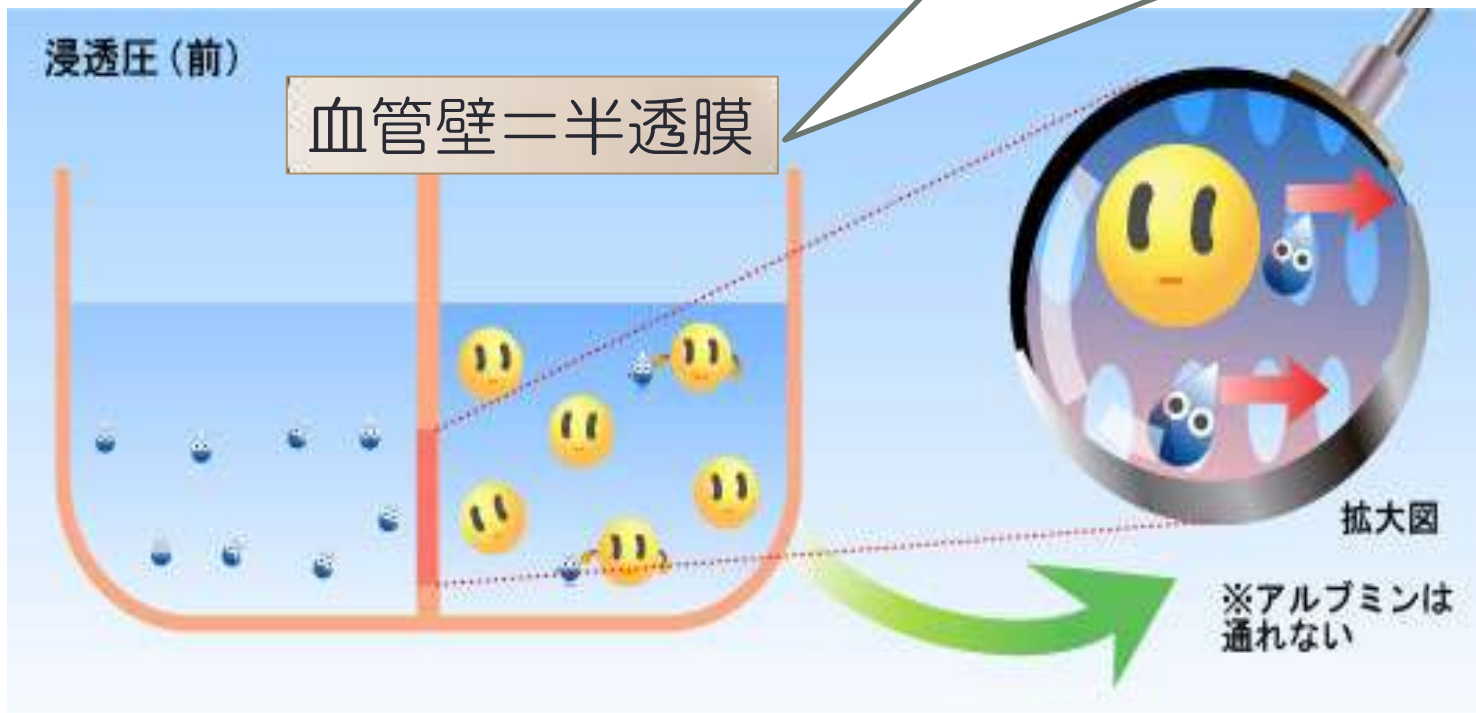 浸透圧（前）
血管壁＝半透膜
拡大図
※アルブミンは
通れない